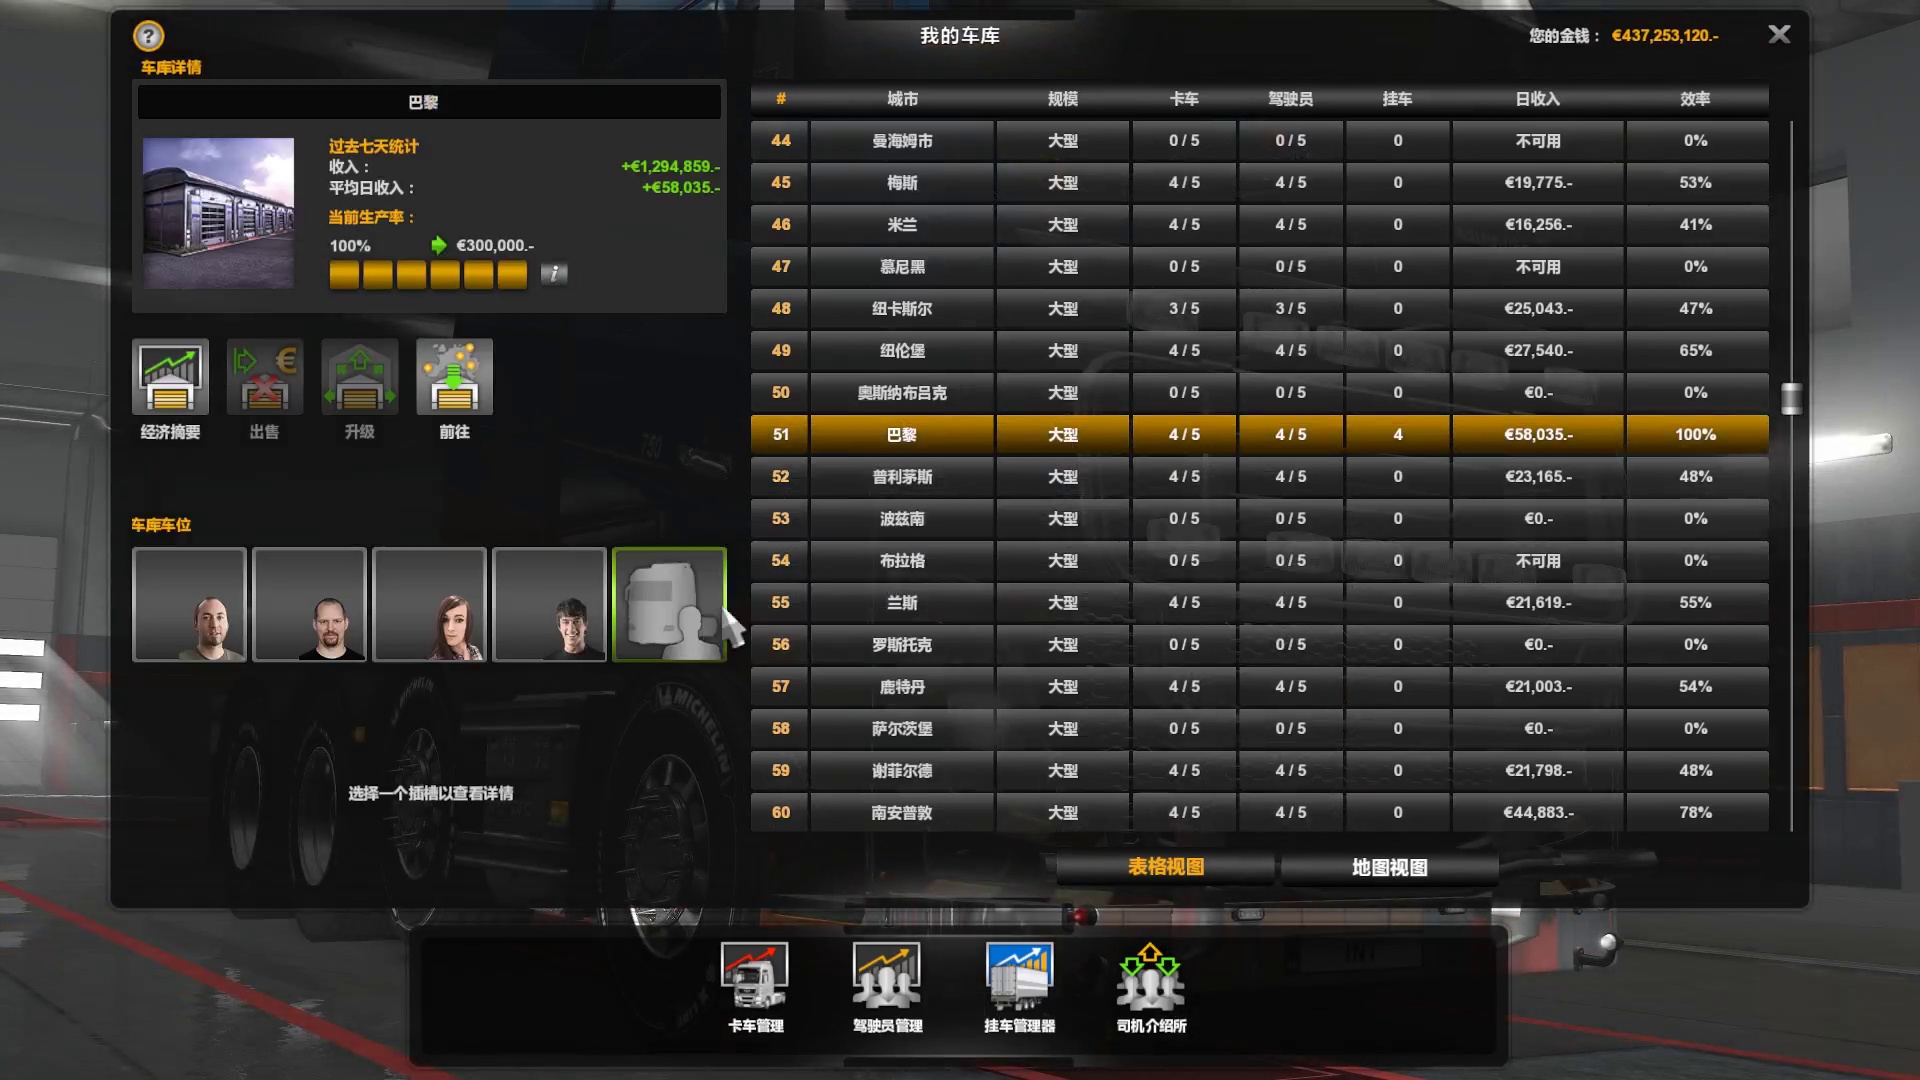 我的车库
您的金钱： €437,253,120.-
?
车库详情
巴黎
过去七天统计
收入： +€1,294,859.-
平均日收入： +€58,035.-
当前生产率：
100% €300,000.-
i
经济摘要 出售 升级 前往
车库车位
选择一个插槽以查看详情
# 城市 规模 卡车 驾驶员 挂车 日收入 效率
44 曼海姆市 大型 0 / 5 0 / 5 0 不可用 0%
45 梅斯 大型 4 / 5 4 / 5 0 €19,775.- 53%
46 米兰 大型 4 / 5 4 / 5 0 €16,256.- 41%
47 慕尼黑 大型 0 / 5 0 / 5 0 不可用 0%
48 纽卡斯尔 大型 3 / 5 3 / 5 0 €25,043.- 47%
49 纽伦堡 大型 4 / 5 4 / 5 0 €27,540.- 65%
50 奥斯纳布吕克 大型 0 / 5 0 / 5 0 €0.- 0%
51 巴黎 大型 4 / 5 4 / 5 4 €58,035.- 100%
52 普利茅斯 大型 4 / 5 4 / 5 0 €23,165.- 48%
53 波兹南 大型 0 / 5 0 / 5 0 €0.- 0%
54 布拉格 大型 0 / 5 0 / 5 0 不可用 0%
55 兰斯 大型 4 / 5 4 / 5 0 €21,619.- 55%
56 罗斯托克 大型 0 / 5 0 / 5 0 €0.- 0%
57 鹿特丹 大型 4 / 5 4 / 5 0 €21,003.- 54%
58 萨尔茨堡 大型 0 / 5 0 / 5 0 €0.- 0%
59 谢菲尔德 大型 4 / 5 4 / 5 0 €21,798.- 48%
60 南安普敦 大型 4 / 5 4 / 5 0 €44,883.- 78%
表格视图 地图视图
MICHELIN
卡车管理 驾驶员管理 挂车管理器 司机介绍所